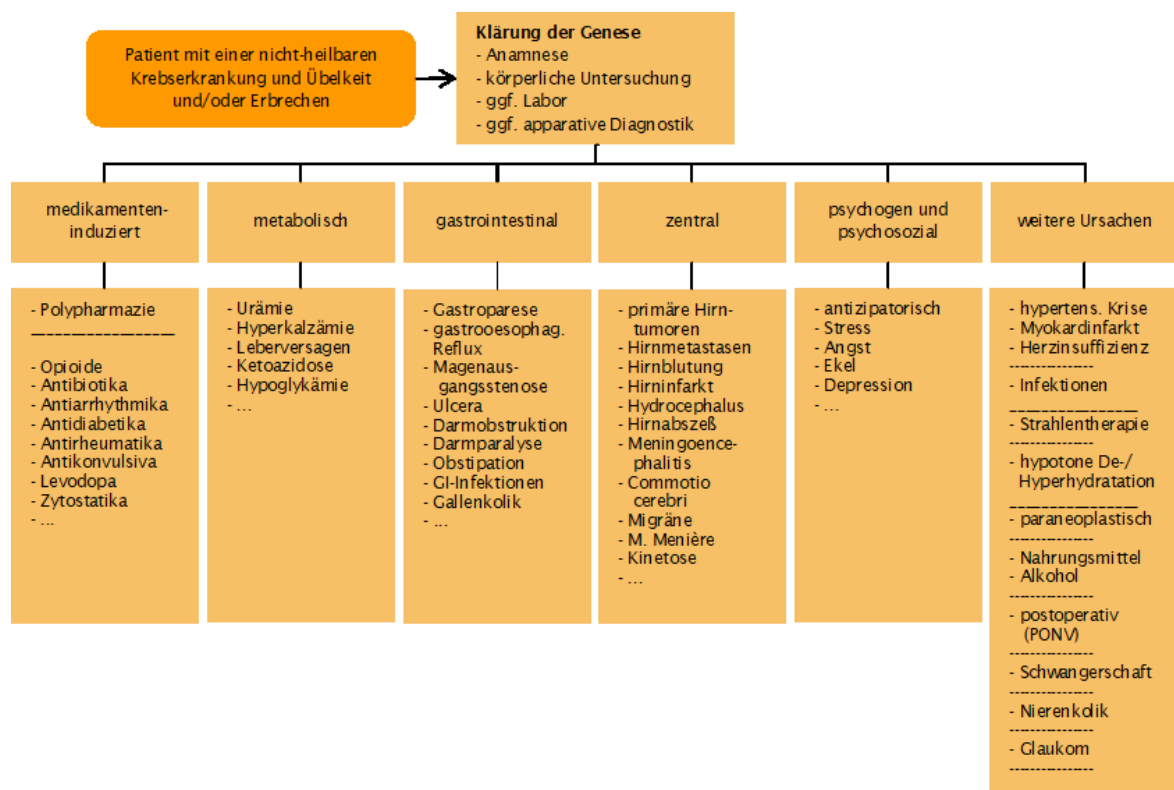 Patient mit einer nicht-heilbaren
Krebserkrankung und Übelkeit
und/oder Erbrechen
Klärung der Genese
- Anamnese
- körperliche Untersuchung
- ggf. Labor
- ggf. apparative Diagnostik
medikamenten-
induziert
metabolisch
gastrointestinal
zentral
psychogen und
psychosozial
weitere Ursachen
- Polypharmazie
- Opioide
- Antibiotika
- Antiarrhythmika
- Antidiabetika
- Antirheumatika
- Antikonvulsiva
- Levodopa
- Zytostatika
- ...
- Urämie
- Hyperkalzämie
- Leberversagen
- Ketoazidose
- Hypoglykämie
- ...
- Gastroparese
- gastrooesophag.
Reflux
- Magenaus-
gangsstenose
- Ulcera
- Darmobstruktion
- Darmparalyse
- Obstipation
- GI-Infektionen
- Gallenkolik
- ...
- primäre Hirn-
tumoren
- Hirnmetastasen
- Hirnblutung
- Hirninfarkt
- Hydrocephalus
- Hirnabszeß
- Meningoence-
phalitis
- Commotio
cerebri
- Migräne
- M. Menière
- Kinetose
- ...
- antizipatorisch
- Stress
- Angst
- Ekel
- Depression
- ...
- hypertens. Krise
- Myokardinfarkt
- Herzinsuffizienz
- Infektionen
- Strahlentherapie
- hypotone De-/
Hyperhydratation
- paraneoplastisch
- Nahrungsmittel
- Alkohol
- postoperativ
(PONV)
- Schwangerschaft
- Nierenkolik
- Glaukom